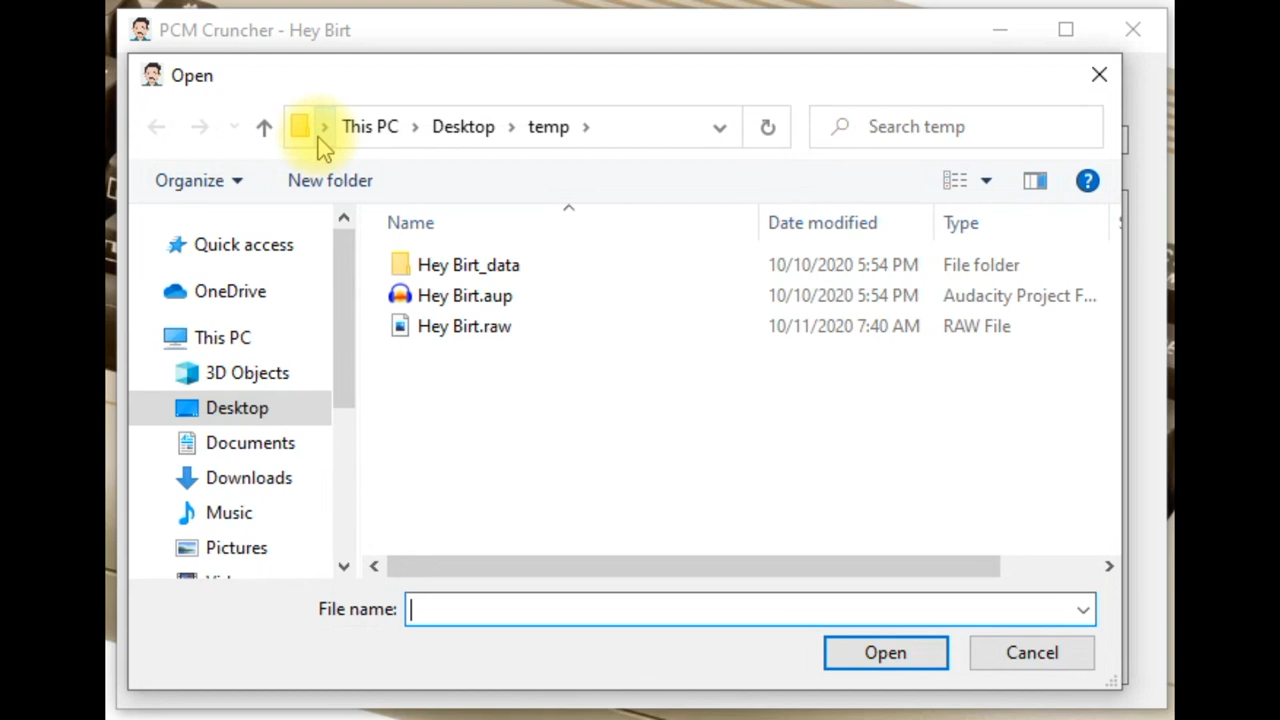 PCM Cruncher - Hey Birt
Open
This PC > Desktop > temp >
Search temp
Organize
New folder
Name
Date modified
Type
Quick access
OneDrive
This PC
3D Objects
Desktop
Documents
Downloads
Music
Pictures
Hey Birt_data 10/10/2020 5:54 PM File folder
Hey Birt.aup 10/10/2020 5:54 PM Audacity Project F...
Hey Birt.raw 10/11/2020 7:40 AM RAW File
File name:
Open
Cancel